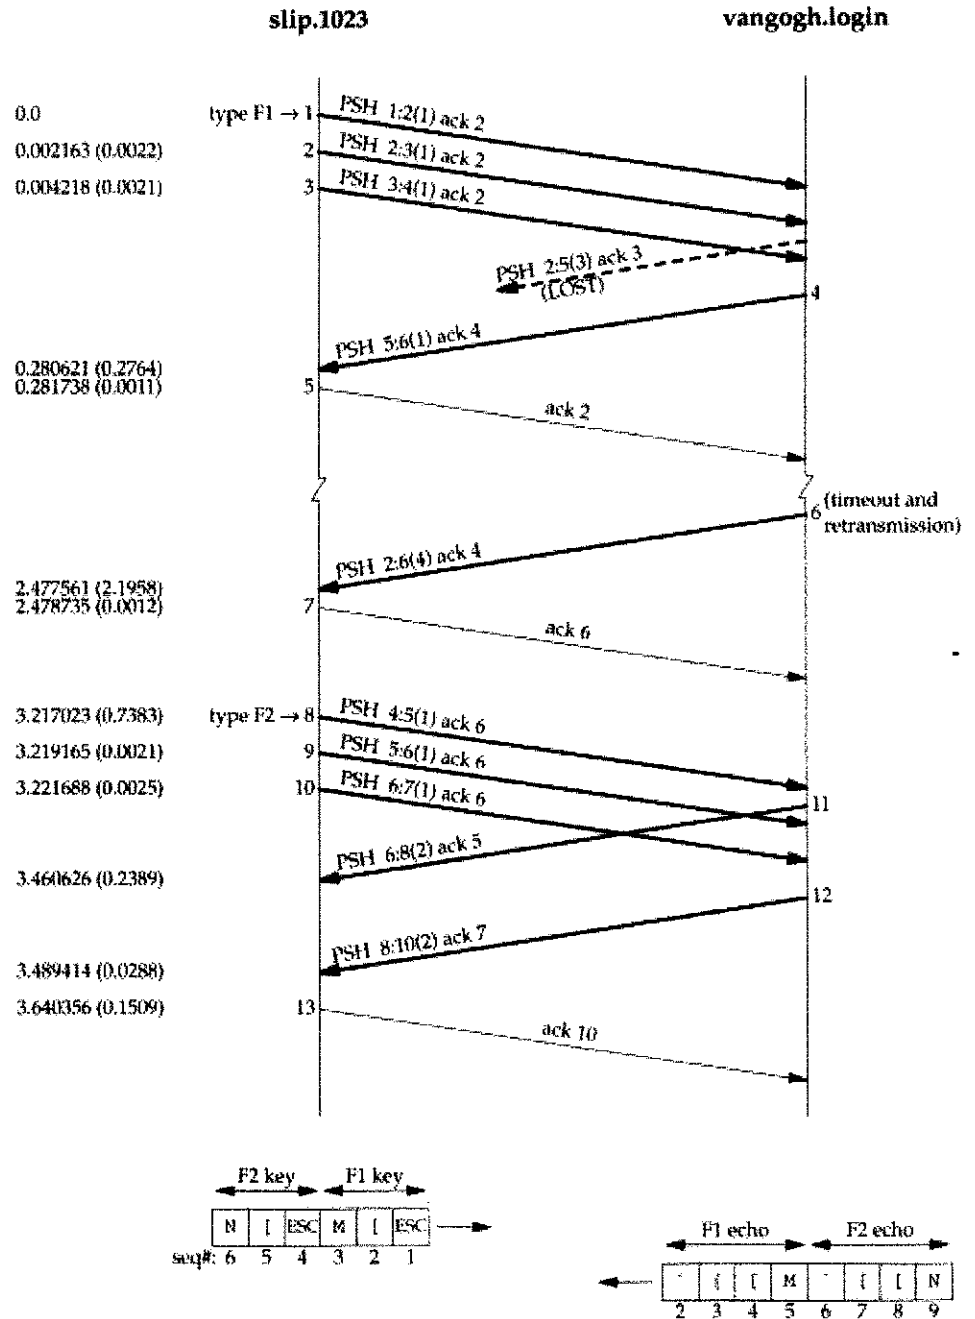 slip.1023 vangogh.login
0.0 type F1 → 1 PSH 1:2(1) ack 2
0.002163 (0.0022) 2 PSH 2:3(1) ack 2
0.004218 (0.0021) 3 PSH 3:4(1) ack 2
PSH 2:5(3) ack 3
(LOST)
4
PSH 5:6(1) ack 4
0.280621 (0.2764)
0.281738 (0.0011) 5
ack 2
6 (timeout and
retransmission)
PSH 2:6(4) ack 4
2.477561 (2.1958)
2.478735 (0.0012) 7
ack 6
3.217023 (0.7383) type F2 → 8 PSH 4:5(1) ack 6
3.219165 (0.0021) 9 PSH 5:6(1) ack 6
3.221688 (0.0025) 10 PSH 6:7(1) ack 6
11
PSH 6:8(2) ack 5
3.460626 (0.2389)
12
PSH 8:10(2) ack 7
3.489414 (0.0288)
3.640356 (0.1509) 13
ack 10
F2 key F1 key
N [ ESC M [ ESC
seq#: 6 5 4 3 2 1
F1 echo F2 echo
[ [ M [ [ N
2 3 4 5 6 7 8 9